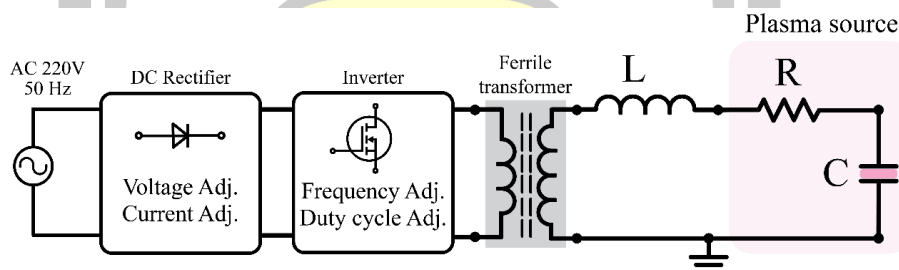 Plasma source
AC 220V
50 Hz
DC Rectifier
Inverter
Ferrile
transformer
L
R
Voltage Adj.
Current Adj.
Frequency Adj.
Duty cycle Adj.
C